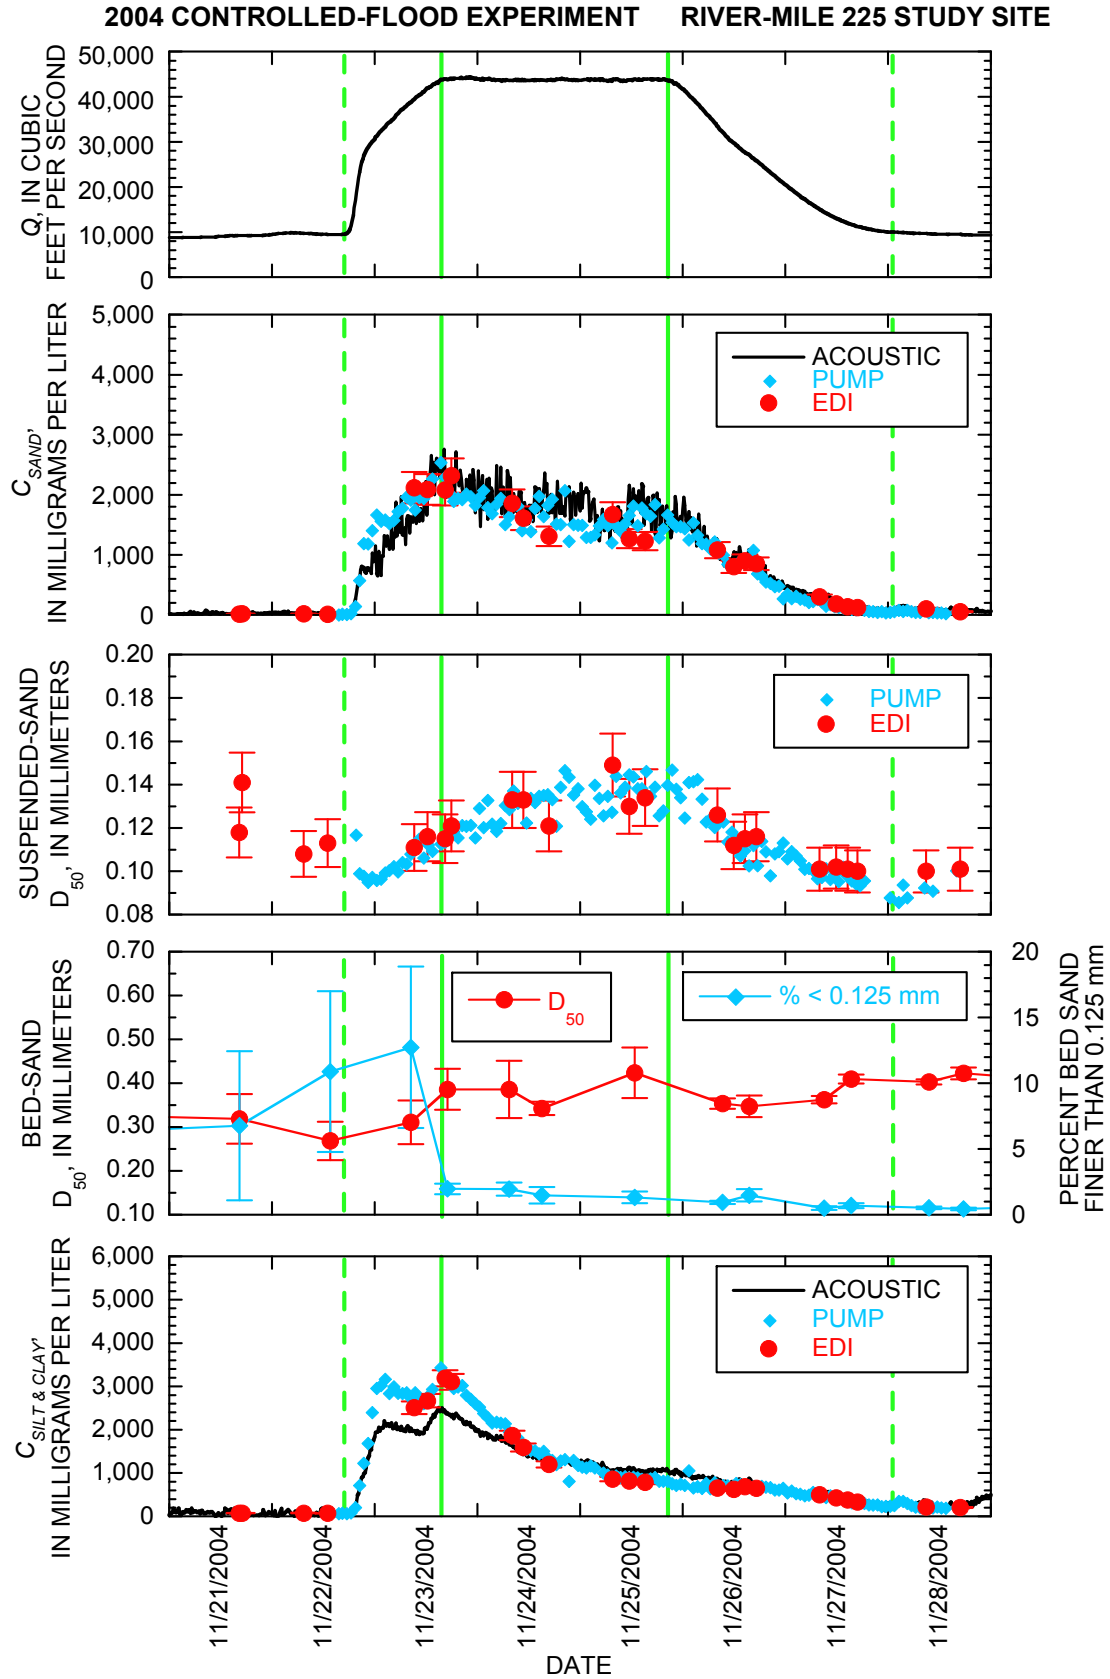 2004 CONTROLLED-FLOOD EXPERIMENT RIVER-MILE 225 STUDY SITE
Q, IN CUBIC
FEET PER SECOND
50,000
40,000
30,000
20,000
10,000
0
C SAND,
IN MILLIGRAMS PER LITER
5,000
4,000
3,000
2,000
1,000
0
ACOUSTIC
PUMP
EDI
SUSPENDED-SAND
D50, IN MILLIMETERS
0.20
0.18
0.16
0.14
0.12
0.10
0.08
PUMP
EDI
BED-SAND
D50, IN MILLIMETERS
0.70
0.60
0.50
0.40
0.30
0.20
0.10
D50
% < 0.125 mm
20
15
10
5
0
PERCENT BED SAND
FINER THAN 0.125 mm
C SILT & CLAY,
IN MILLIGRAMS PER LITER
6,000
5,000
4,000
3,000
2,000
1,000
0
ACOUSTIC
PUMP
EDI
11/21/2004
11/22/2004
11/23/2004
11/24/2004
11/25/2004
11/26/2004
11/27/2004
11/28/2004
DATE